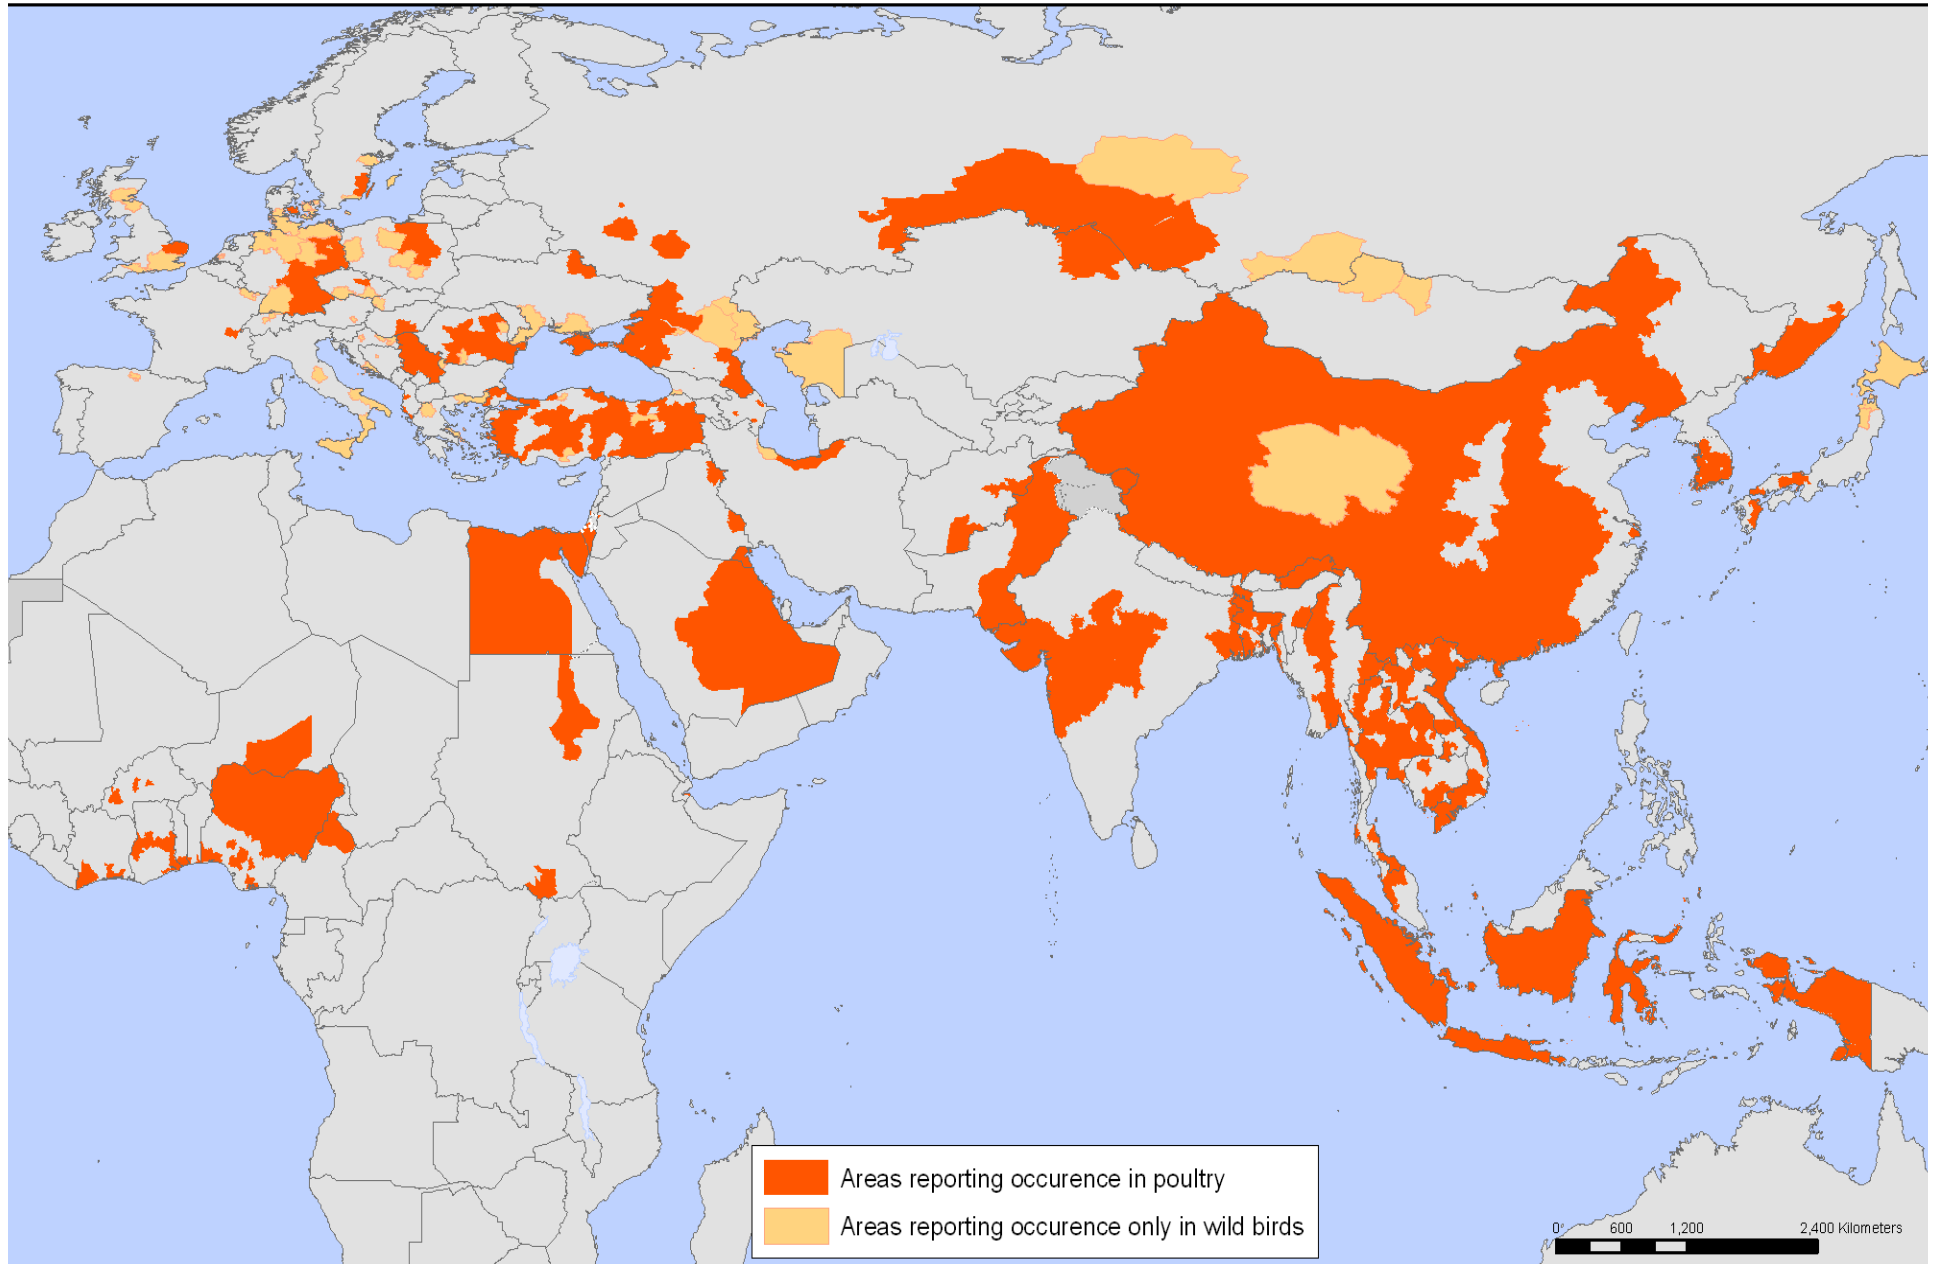 Areas reporting occurence in poultry
Areas reporting occurence only in wild birds
0 600 1,200 2,400 Kilometers